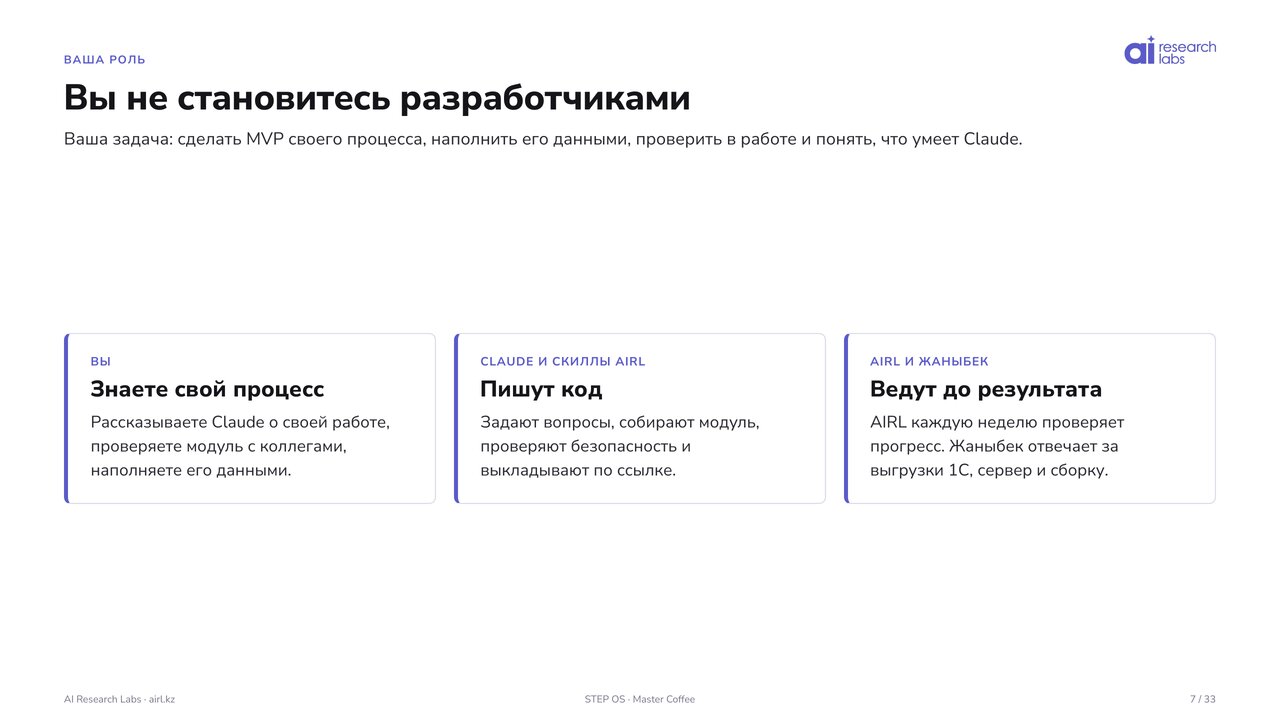 ВАША РОЛЬ
ai research labs
Вы не становитесь разработчиками
Ваша задача: сделать MVP своего процесса, наполнить его данными, проверить в работе и понять, что умеет Claude.
ВЫ
Знаете свой процесс
Рассказываете Claude о своей работе,
проверяете модуль с коллегами,
наполняете его данными.
CLAUDE И СКИЛЛЫ AIRL
Пишут код
Задают вопросы, собирают модуль,
проверяют безопасность и
выкладывают по ссылке.
AIRL И ЖАНЫБЕК
Ведут до результата
AIRL каждую неделю проверяет
прогресс. Жаныбек отвечает за
выгрузки 1С, сервер и сборку.
AI Research Labs · airl.kz
STEP OS · Master Coffee
7 / 33